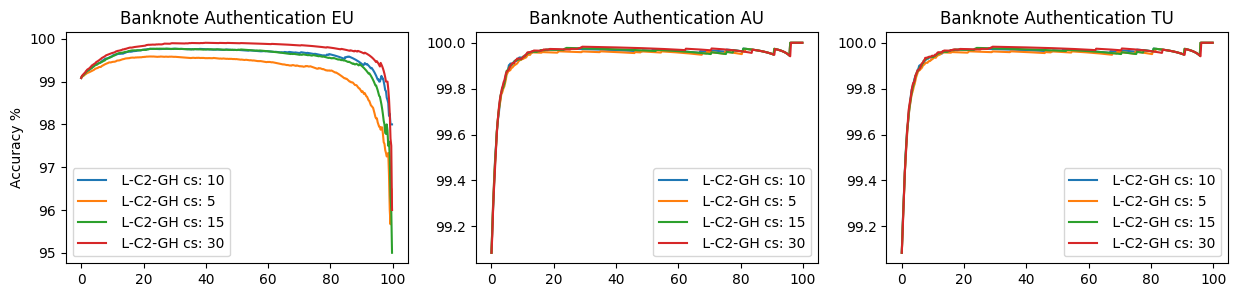 Banknote Authentication EU
Accuracy %
100
99
98
97
96
95
L-C2-GH cs: 10
L-C2-GH cs: 5
L-C2-GH cs: 15
L-C2-GH cs: 30
0 20 40 60 80 100
Banknote Authentication AU
100.0
99.8
99.6
99.4
99.2
L-C2-GH cs: 10
L-C2-GH cs: 5
L-C2-GH cs: 15
L-C2-GH cs: 30
0 20 40 60 80 100
Banknote Authentication TU
100.0
99.8
99.6
99.4
99.2
L-C2-GH cs: 10
L-C2-GH cs: 5
L-C2-GH cs: 15
L-C2-GH cs: 30
0 20 40 60 80 100